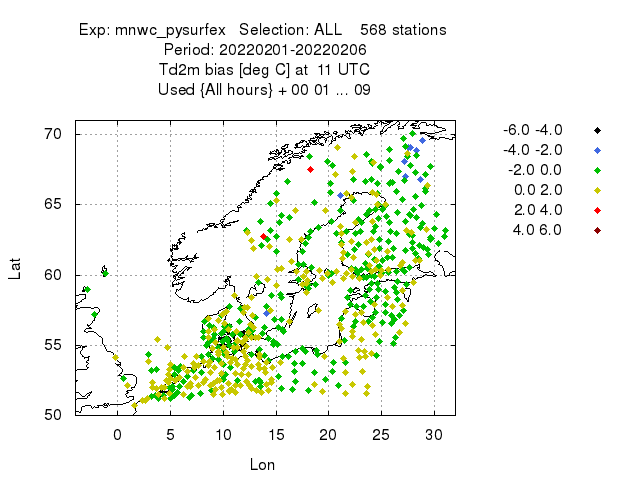 Exp: mnwc_pysurfex   Selection: ALL    568 stations
Period: 20220201-20220206
Td2m bias [deg C] at  11 UTC
Used {All hours} + 00 01 ... 09
70
65
60
55
50
0 5 10 15 20 25 30
Lat
Lon
-6.0 -4.0
-4.0 -2.0
-2.0 0.0
0.0 2.0
2.0 4.0
4.0 6.0